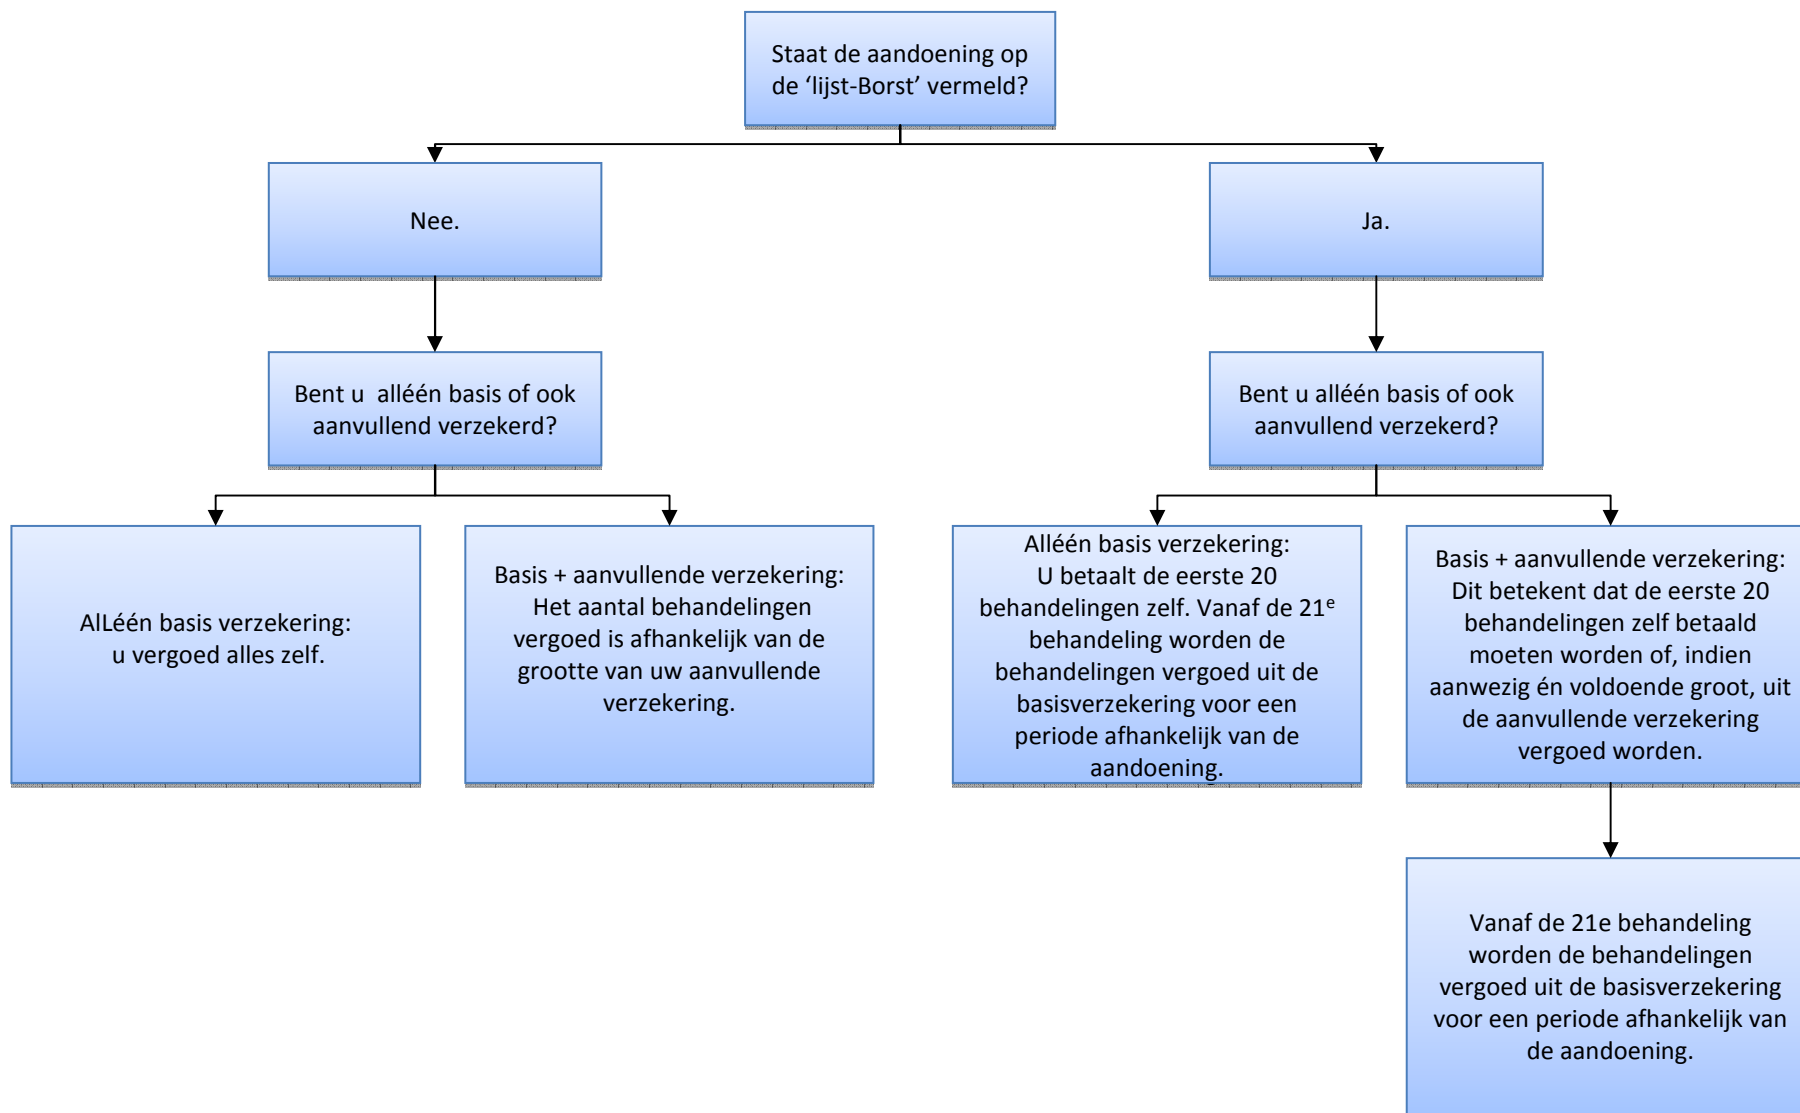 Staat de aandoening op
de ‘lijst-Borst’ vermeld?
Nee.
Ja.
Bent u  alléén basis of ook
aanvullend verzekerd?
Bent u alléén basis of ook
aanvullend verzekerd?
AlLéén basis verzekering:
u vergoed alles zelf.
Basis + aanvullende verzekering:
Het aantal behandelingen
vergoed is afhankelijk van de
grootte van uw aanvullende
verzekering.
Alléén basis verzekering:
U betaalt de eerste 20
behandelingen zelf. Vanaf de 21e
behandeling worden de
behandelingen vergoed uit de
basisverzekering voor een
periode afhankelijk van de
aandoening.
Basis + aanvullende verzekering:
Dit betekent dat de eerste 20
behandelingen zelf betaald
moeten worden of, indien
aanwezig én voldoende groot, uit
de aanvullende verzekering
vergoed worden.
Vanaf de 21e behandeling
worden de behandelingen
vergoed uit de basisverzekering
voor een periode afhankelijk van
de aandoening.